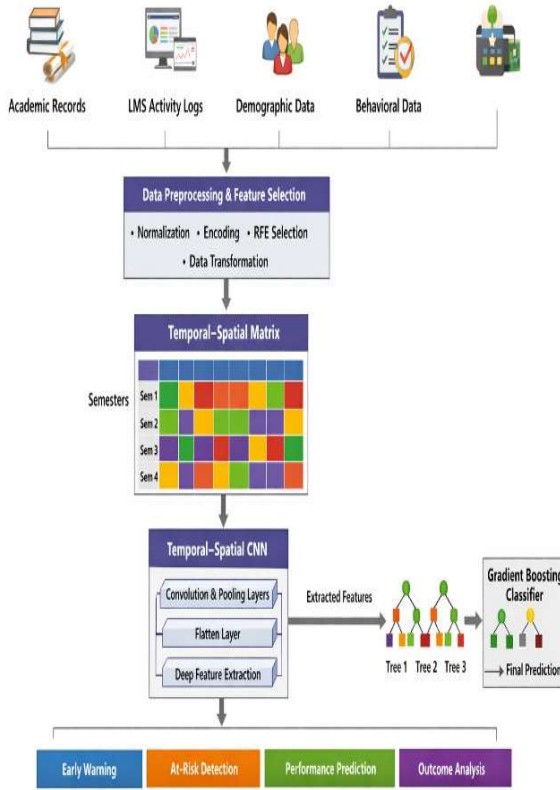 Academic Records
LMS Activity Logs
Demographic Data
Behavioral Data
Data Preprocessing & Feature Selection
• Normalization • Encoding • RFE Selection
• Data Transformation
Temporal–Spatial Matrix
Semesters
Sem 1
Sem 2
Sem 3
Sem 4
Temporal–Spatial CNN
Convolution & Pooling Layers
Flatten Layer
Deep Feature Extraction
Extracted Features
Tree 1
Tree 2
Tree 3
Gradient Boosting
Classifier
Final Prediction
Early Warning
At-Risk Detection
Performance Prediction
Outcome Analysis